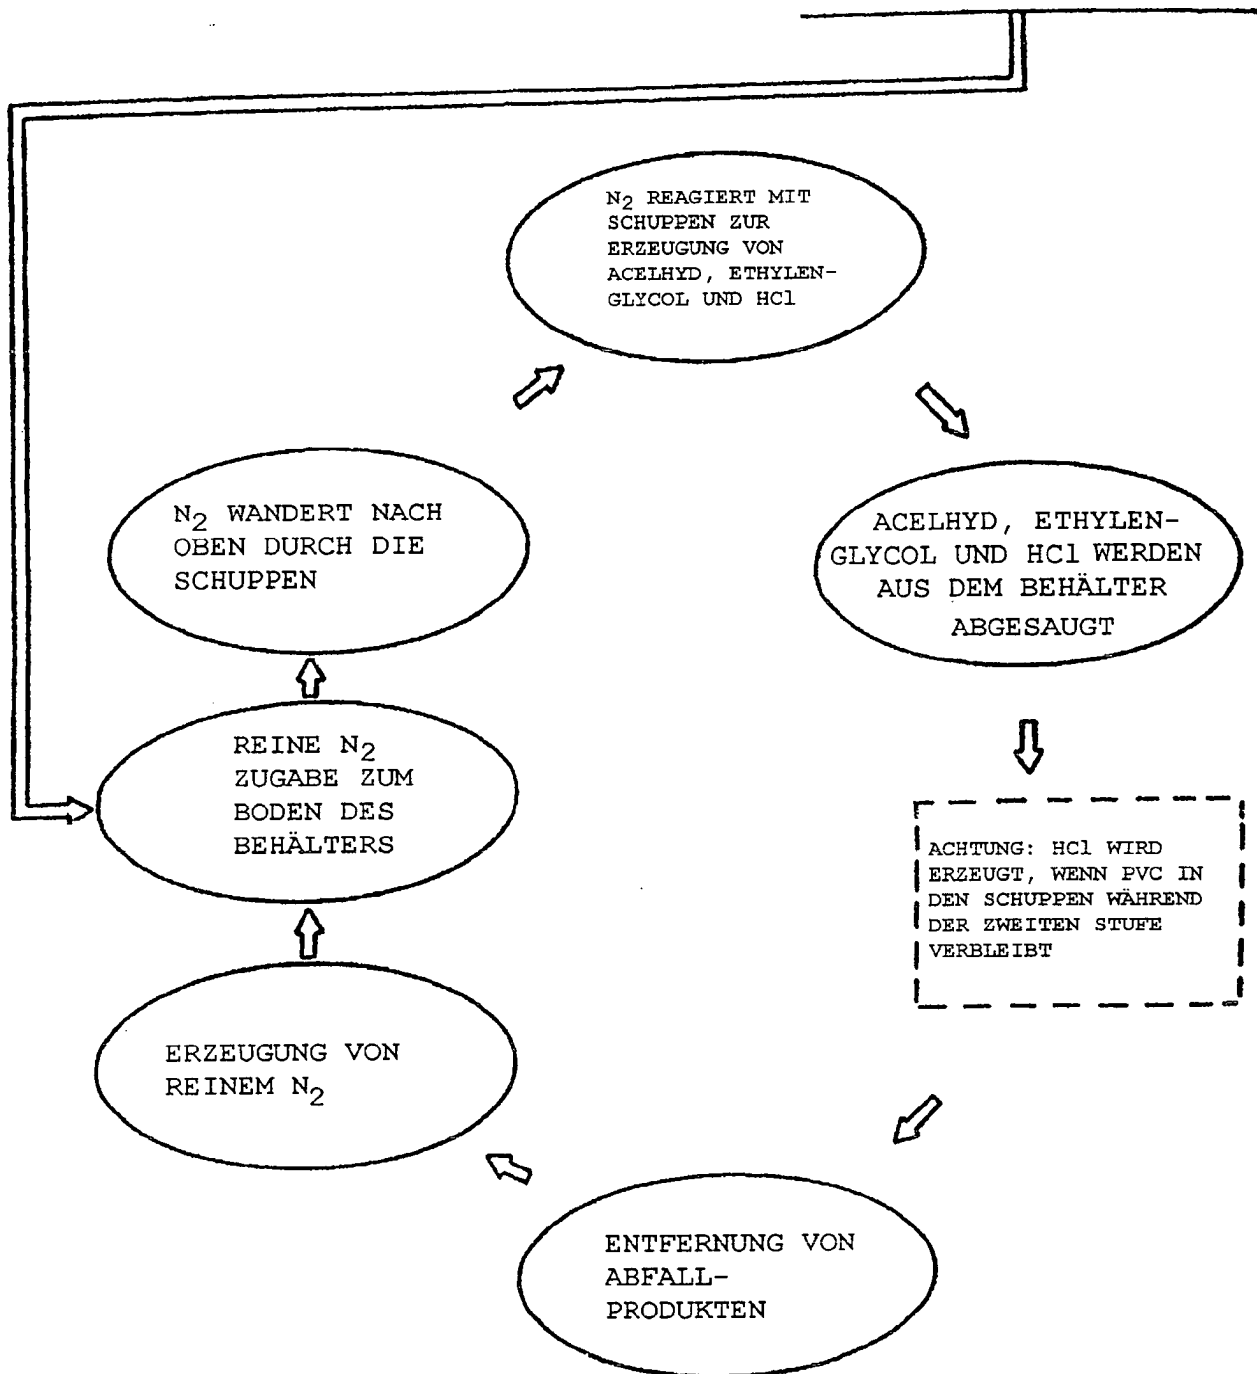 N2 REAGIERT MIT
SCHUPPEN ZUR
ERZEUGUNG VON
ACELHYD, ETHYLEN-
GLYCOL UND HCl
N2 WANDERT NACH
OBEN DURCH DIE
SCHUPPEN
ACELHYD, ETHYLEN-
GLYCOL UND HCl WERDEN
AUS DEM BEHÄLTER
ABGESAUGT
REINE N2
ZUGABE ZUM
BODEN DES
BEHÄLTERS
ACHTUNG: HCl WIRD
ERZEUGT, WENN PVC IN
DEN SCHUPPEN WÄHREND
DER ZWEITEN STUFE
VERBLEIBT
ERZEUGUNG VON
REINEM N2
ENTFERNUNG VON
ABFALL-
PRODUKTEN